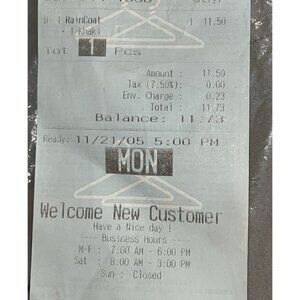 RainCoat : 1 11.50
- 1 Khaki
Tot 1 Pcs
Amount : 11.50
Tax (7.50%): 0.00
Env. Charge : 0.23
Total : 11.73
Balance: 11.73
Ready: 11/21/05 5:00 PM
MON
Welcome New Customer
Have a Nice day !
---- Business Hours ----
M-F : 7:00 AM - 6:00 PM
Sat : 8:00 AM - 3:00 PM
Sun : Closed